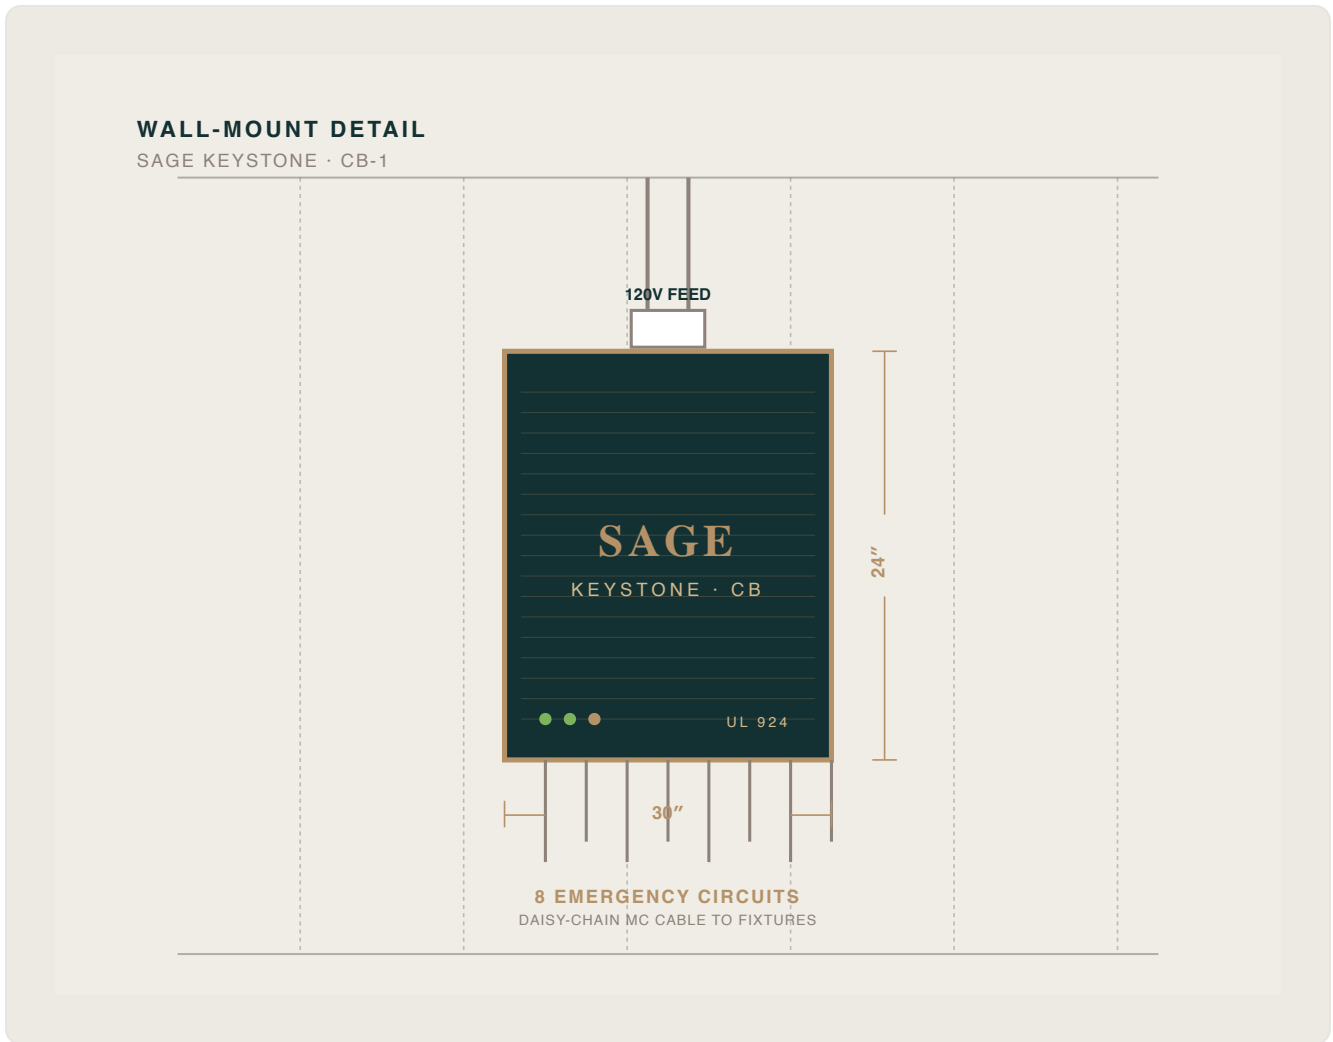 WALL-MOUNT DETAIL
SAGE KEYSTONE · CB-1
120V FEED
SAGE
KEYSTONE · CB
24″
UL 924
30″
8 EMERGENCY CIRCUITS
DAISY-CHAIN MC CABLE TO FIXTURES